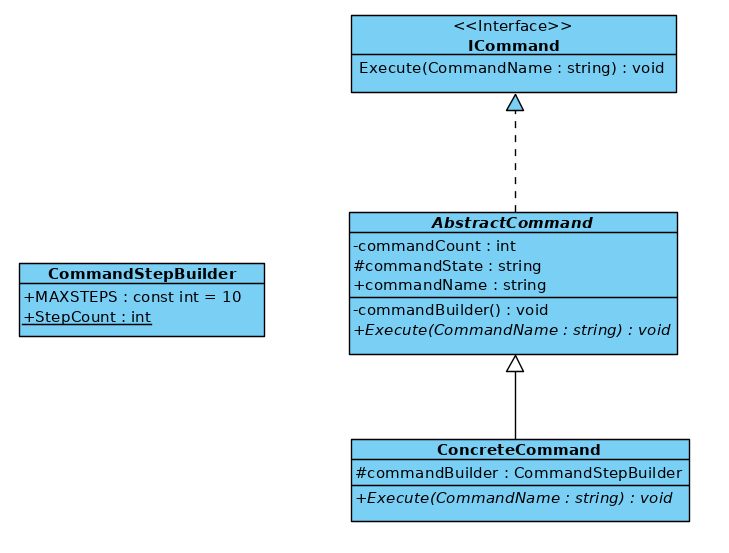 <<Interface>>
ICommand
Execute(CommandName : string) : void
AbstractCommand
-commandCount : int
#commandState : string
+commandName : string
-commandBuilder() : void
+Execute(CommandName : string) : void
CommandStepBuilder
+MAXSTEPS : const int = 10
+StepCount : int
ConcreteCommand
#commandBuilder : CommandStepBuilder
+Execute(CommandName : string) : void